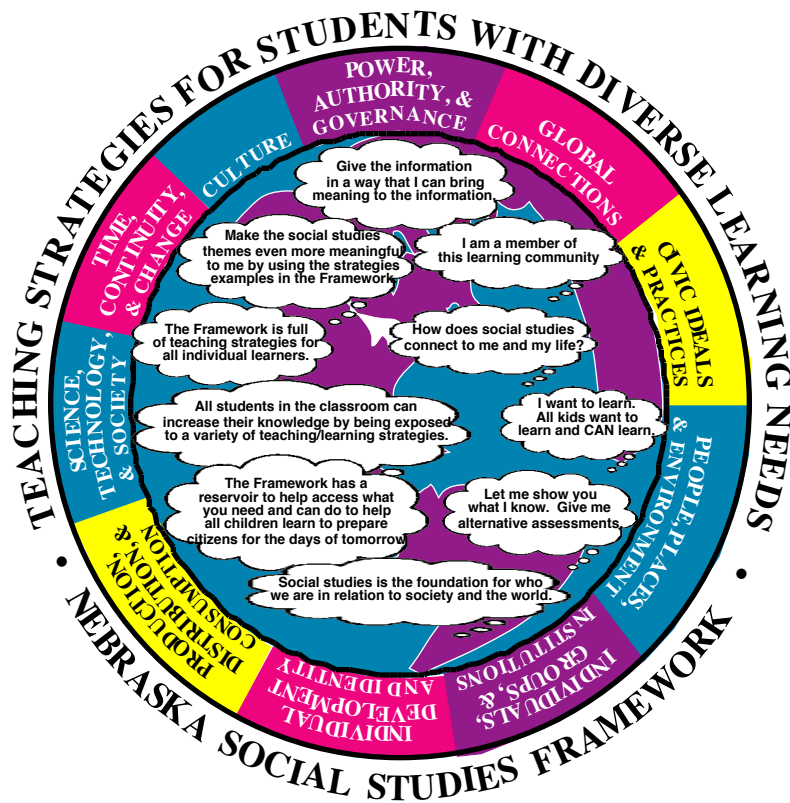 TEACHING STRATEGIES FOR STUDENTS WITH DIVERSE LEARNING NEEDS
• NEBRASKA SOCIAL STUDIES FRAMEWORK •
POWER,
AUTHORITY, &
GOVERNANCE
GLOBAL
CONNECTIONS
CIVIC IDEALS
& PRACTICES
PEOPLE, PLACES,
& ENVIRONMENT
INDIVIDUALS,
GROUPS, &
INSTITUTIONS
INDIVIDUAL
DEVELOPMENT
AND IDENTITY
PRODUCTION,
DISTRIBUTION, &
CONSUMPTION
SCIENCE,
TECHNOLOGY,
& SOCIETY
TIME,
CONTINUITY,
& CHANGE
CULTURE
Give the information
in a way that I can bring
meaning to the information
Make the social studies
themes even more meaningful
to me by using the strategies
examples in the Framework
I am a member of
this learning community
The Framework is full
of teaching strategies for
all individual learners.
How does social studies
connect to me and my life?
All students in the classroom can
increase their knowledge by being exposed
to a variety of teaching/learning strategies.
I want to learn.
All kids want to
learn and CAN learn.
The Framework has a
reservoir to help access what
you need and can do to help
all children learn to prepare
citizens for the days of tomorrow
Let me show you
what I know. Give me
alternative assessments
Social studies is the foundation for who
we are in relation to society and the world.